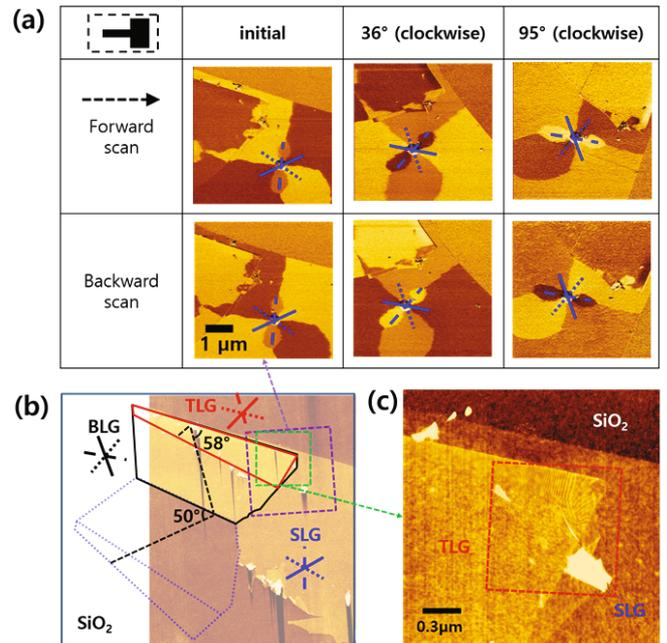 (a)
initial
36° (clockwise)
95° (clockwise)
Forward
scan
Backward
scan
1 μm
(b)
BLG
TLG
58°
50°
SLG
SiO2
(c)
SiO2
TLG
SLG
0.3μm